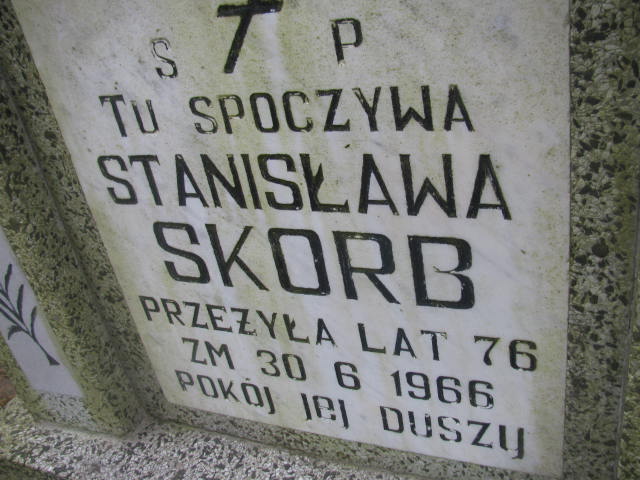 S P
TU SPOCZYWA
STANISŁAWA
SKORB
PRZEŻYŁA LAT 76
ZM 30 6 1966
POKÓJ JEJ DUSZY